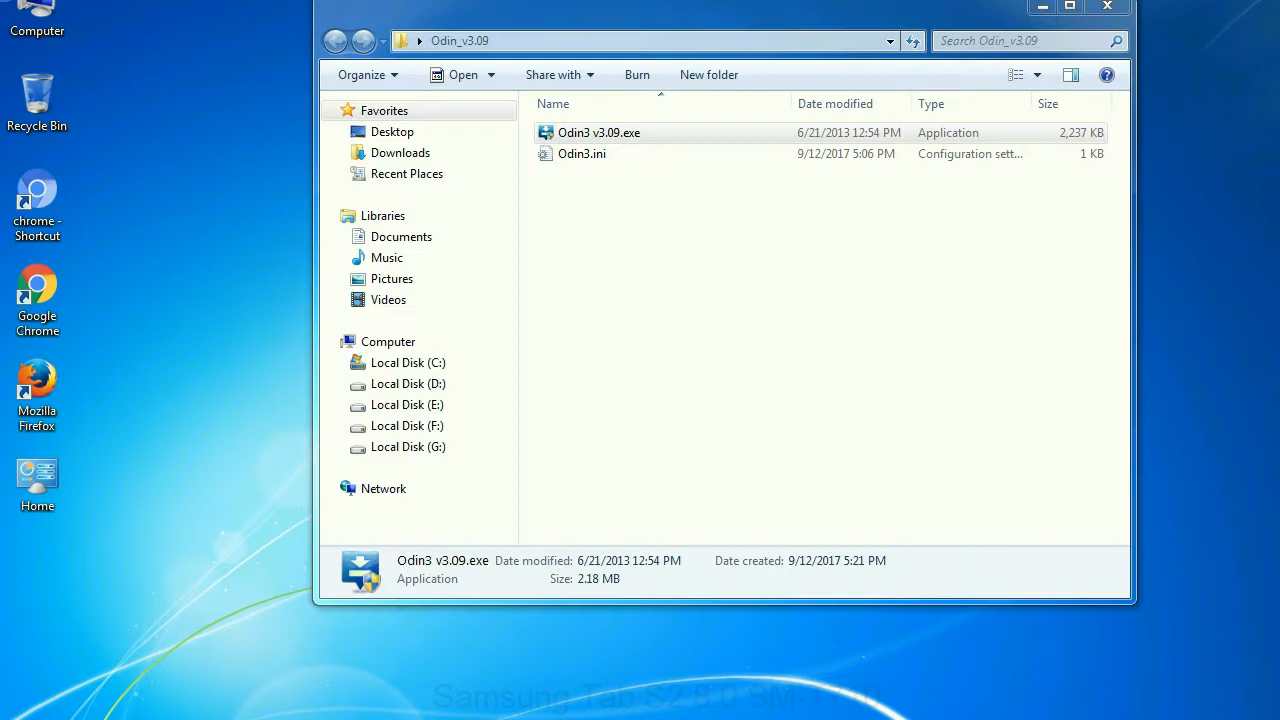 Computer
Recycle Bin
chrome -
Shortcut
Google
Chrome
Mozilla
Firefox
Home
Odin_v3.09
Search Odin_v3.09
Organize
Open
Share with
Burn
New folder
Name
Date modified
Type
Size
Odin3 v3.09.exe
6/21/2013 12:54 PM
Application
2,237 KB
Odin3.ini
9/12/2017 5:06 PM
Configuration sett...
1 KB
Favorites
Desktop
Downloads
Recent Places
Libraries
Documents
Music
Pictures
Videos
Computer
Local Disk (C:)
Local Disk (D:)
Local Disk (E:)
Local Disk (F:)
Local Disk (G:)
Network
Odin3 v3.09.exe Date modified: 6/21/2013 12:54 PM Date created: 9/12/2017 5:21 PM
Application Size: 2.18 MB
Samsung Tab S2 8.0